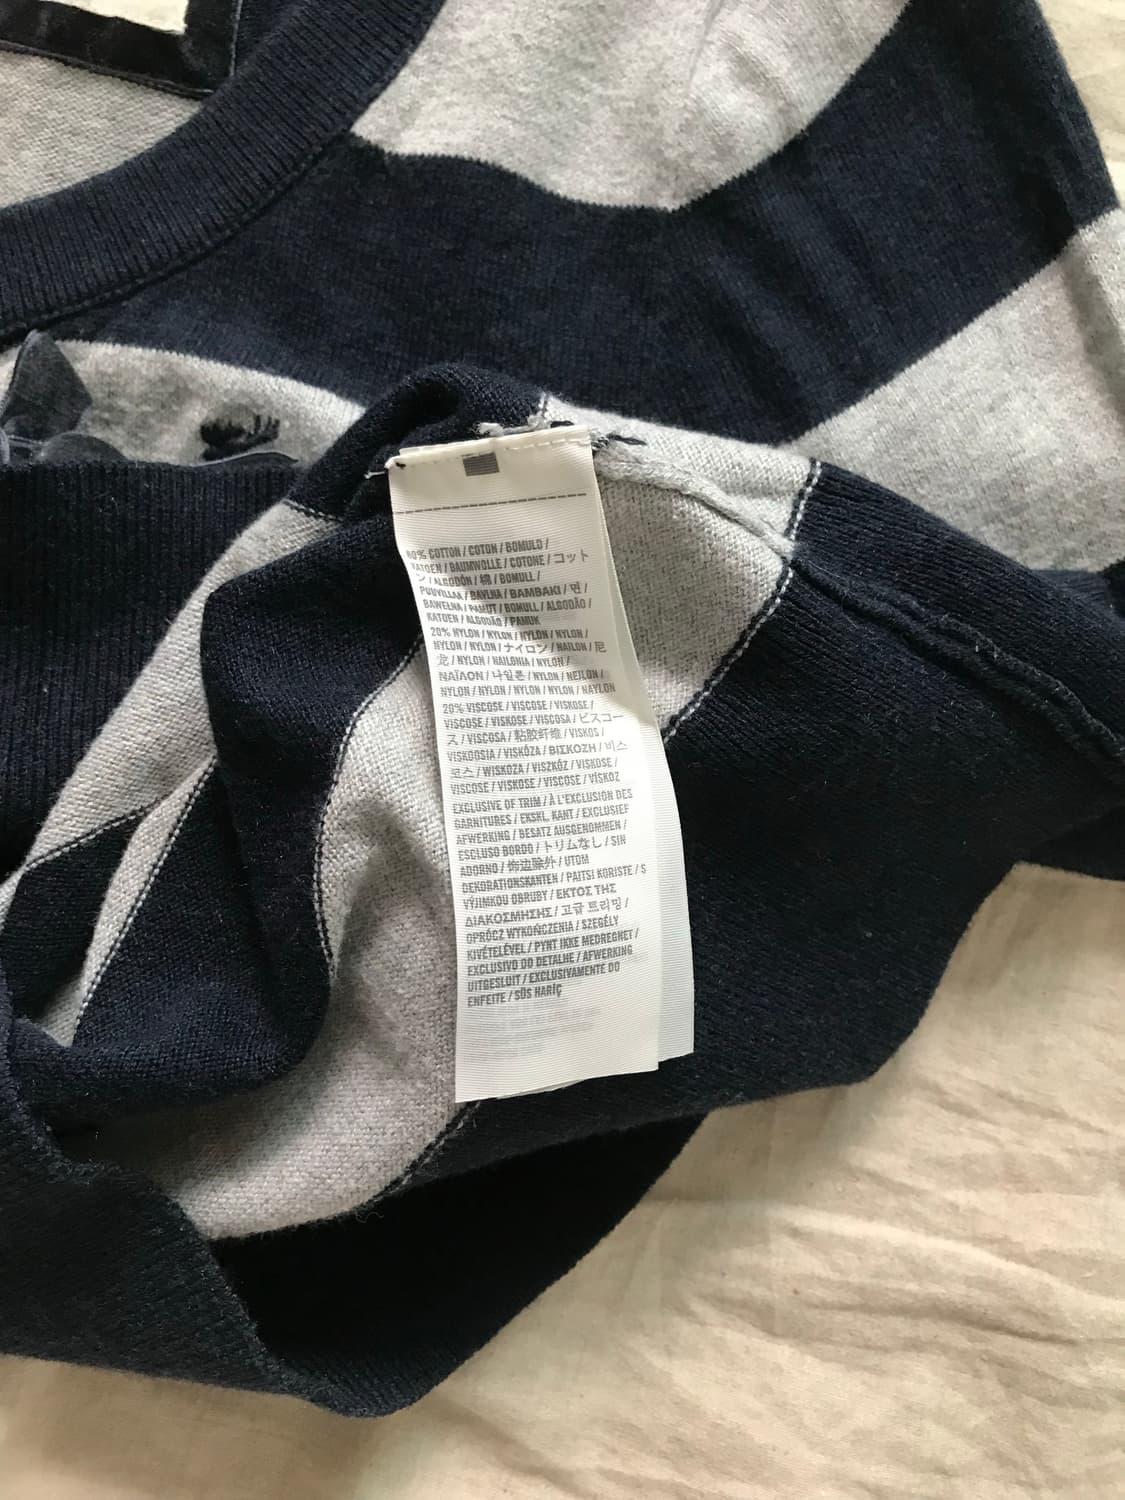 60% COTTON / COTON / BOMULD /
KATOEN / BAUMWOLLE / COTONE / コット
ン / ALGODÓN / 棉 / BOMULL /
PUUVILLAA / BAVLNA / BAMBAKI / 면 /
BAWEŁNA / PAMUT / BOMULL / ALGODÃO /
KATOEN / ALGODÃO / PAMUK
20% NYLON / NYLON / NYLON / NYLON /
NYLON / NYLON / ナイロン / NAILON / 尼
龙 / NYLON / NAILONIA / NYLON /
ΝΑΪΛΟΝ / 나일론 / NYLON / NEILON /
NYLON / NYLON / NYLON / NYLON / NAYLON
20% VISCOSE / VISCOSE / VISKOSE /
VISCOSE / VISKOSE / VISCOSA / ビスコー
ス / VISCOSA / 粘胶纤维 / VISKOS /
VISKOOSIA / VISKÓZA / ΒΙΣΚΟΖΗ / 비스
코스 / WISKOZA / VISZKÓZ / VISKOSE /
VISCOSE / VISKOSE / VISCOSE / VİSKOZ
EXCLUSIVE OF TRIM / À L'EXCLUSION DES
GARNITURES / EKSKL. KANT / EXCLUSIEF
AFWERKING / BESATZ AUSGENOMMEN /
ESCLUSO BORDO / トリムなし / SIN
ADORNO / 饰边除外 / UTOM
DEKORATIONSKANTEN / PAITSI KORISTE / S
VÝJIMKOU OBRUBY / ΕΚΤΟΣ ΤΗΣ
ΔΙΑΚΟΣΜΗΣΗΣ / 고급 트리밍 /
OPRÓCZ WYKOŃCZENIA / SZEGÉLY
KIVÉTELÉVEL / PYNT IKKE MEDREGNET /
EXCLUSIVO DO DETALHE / AFWERKING
UITGESLUIT / EXCLUSIVAMENTE DO
ENFEITE / SÜS HARİÇ